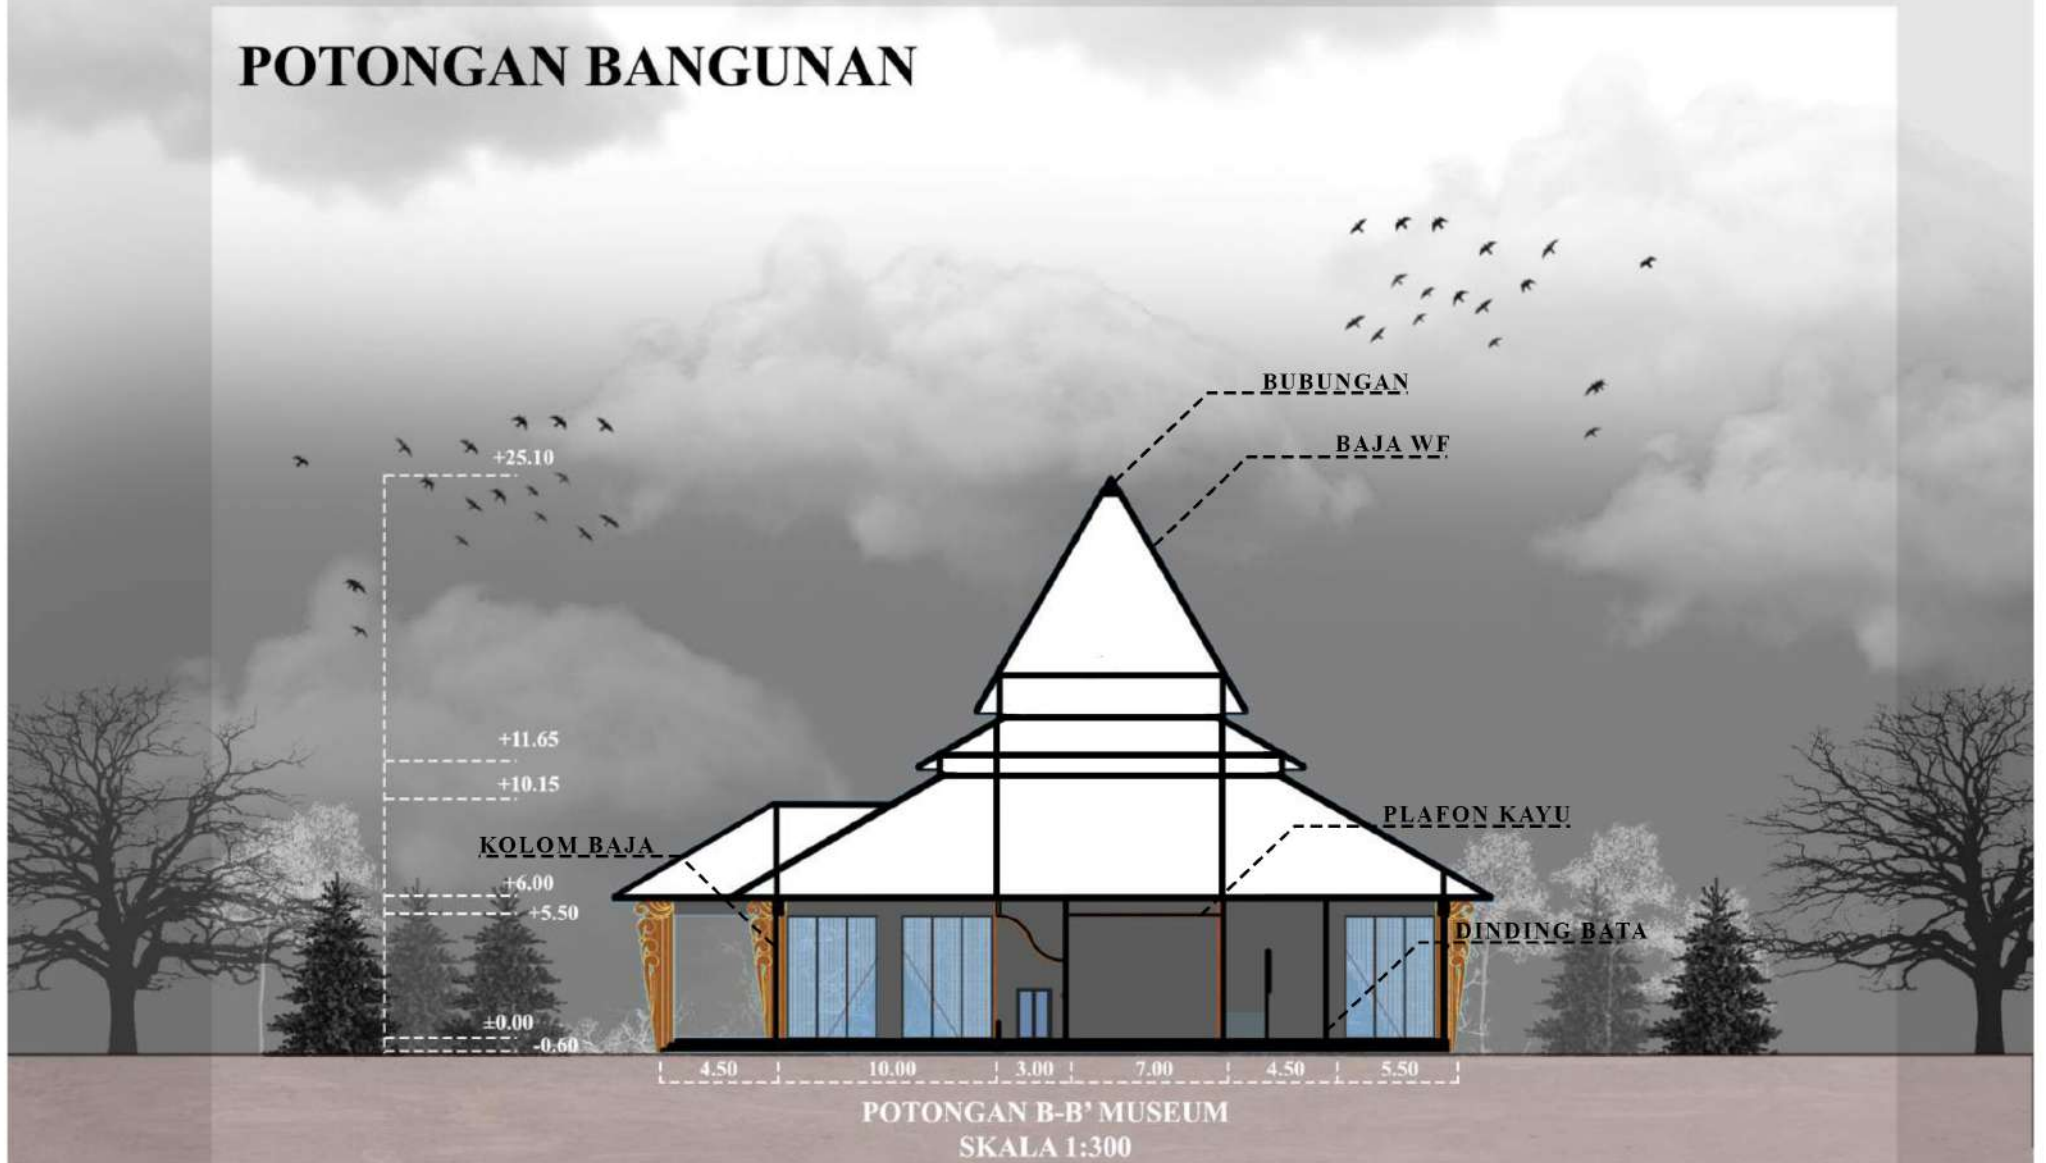 POTONGAN BANGUNAN
BUBUNGAN
BAJA WF
+25.10
+11.65
+10.15
PLAFON KAYU
KOLOM BAJA
+6.00
+5.50
DINDING BATA
±0.00
-0.60
4.50 10.00 3.00 7.00 4.50 5.50
POTONGAN B-B’ MUSEUM
SKALA 1:300